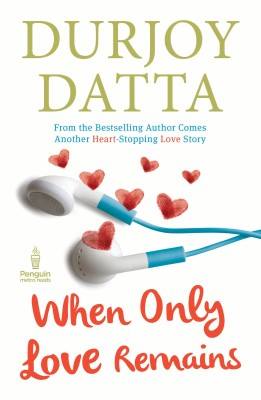 DURJOY
DATTA
From the Bestselling Author Comes
Another Heart-Stopping Love Story
Penguin
metro reads
When Only
Love Remains